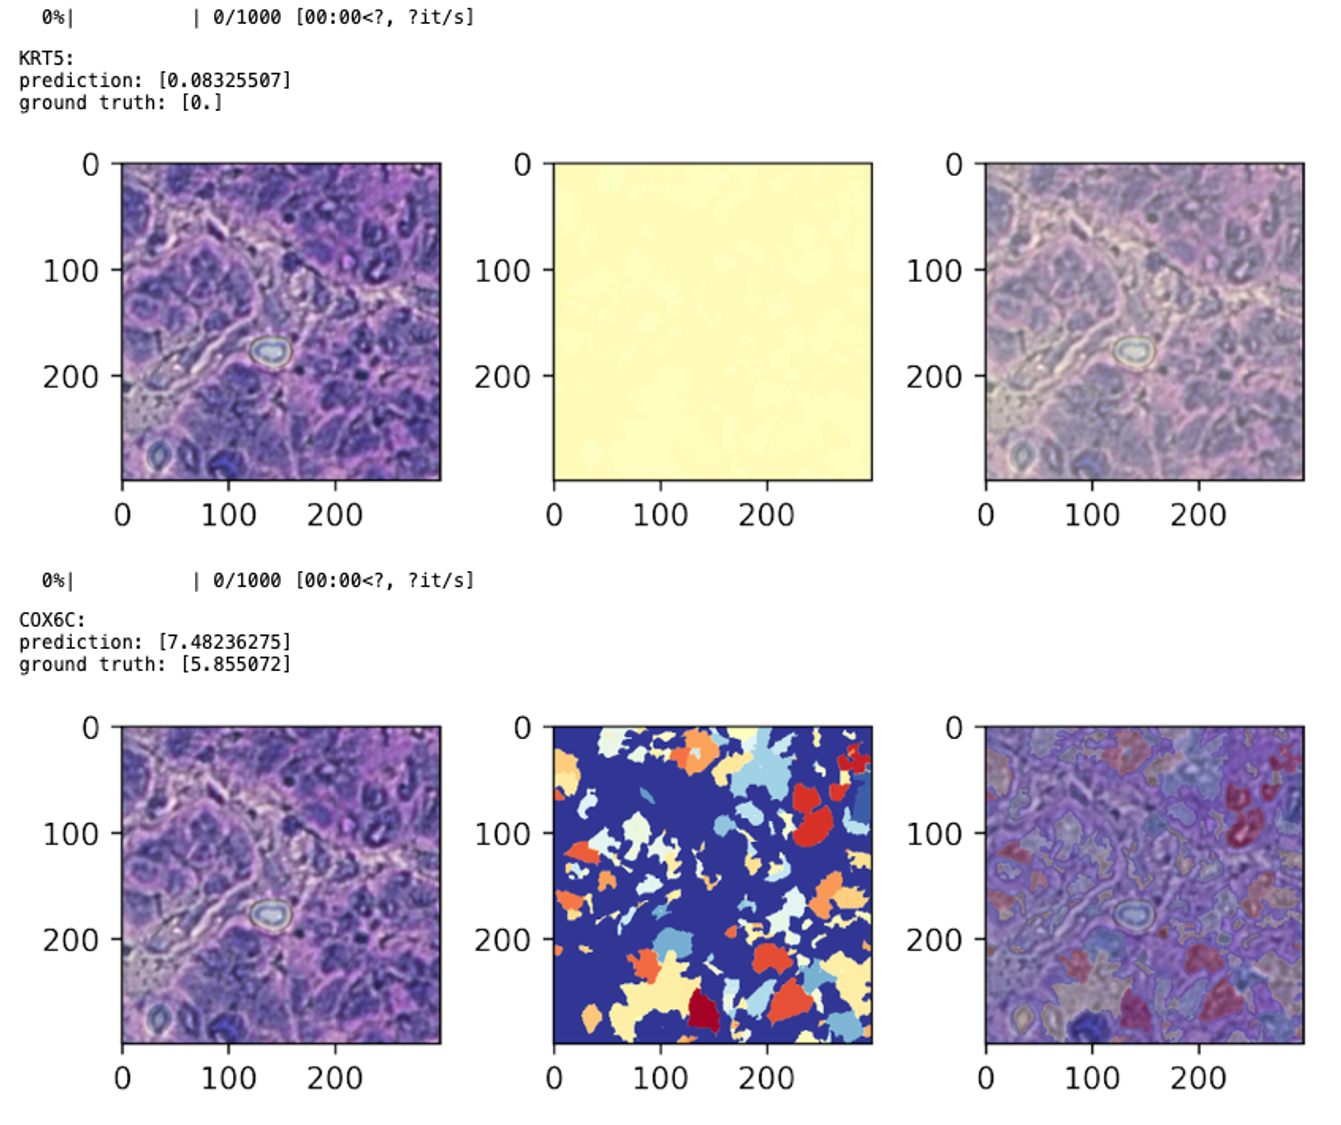 0%| | 0/1000 [00:00<?, ?it/s]
KRT5:
prediction: [0.08325507]
ground truth: [0.]
0 0 0
100 100 100
200 200 200
0 100 200 0 100 200 0 100 200
0%| | 0/1000 [00:00<?, ?it/s]
COX6C:
prediction: [7.48236275]
ground truth: [5.855072]
0 0 0
100 100 100
200 200 200
0 100 200 0 100 200 0 100 200